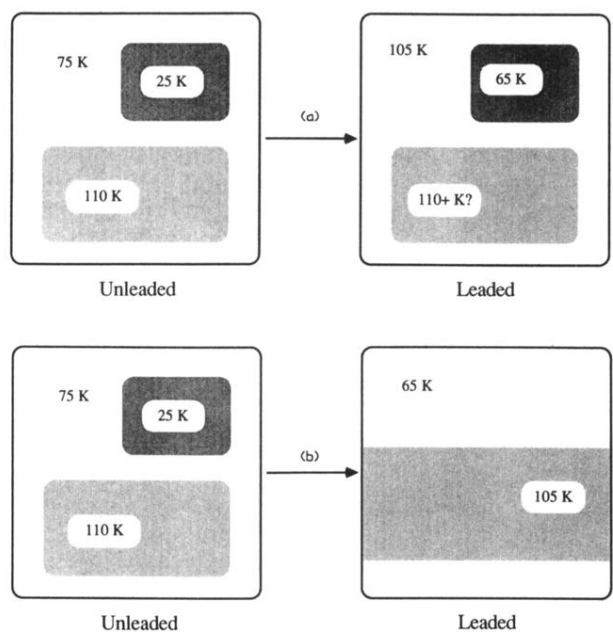 75 K
25 K
110 K
Unleaded
(a)
105 K
65 K
110+ K?
Leaded
75 K
25 K
110 K
Unleaded
(b)
65 K
105 K
Leaded